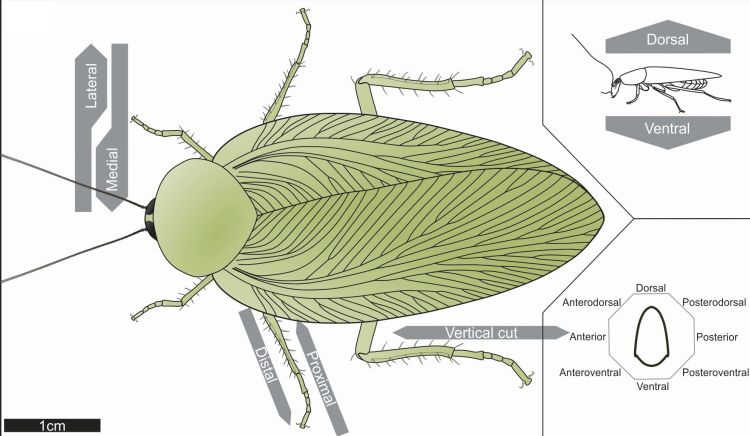 Lateral
Medial
Dorsal
Ventral
Distal
Proximal
Vertical cut
Dorsal
Anterodorsal
Posterodorsal
Anterior
Posterior
Anteroventral
Posteroventral
Ventral
1cm